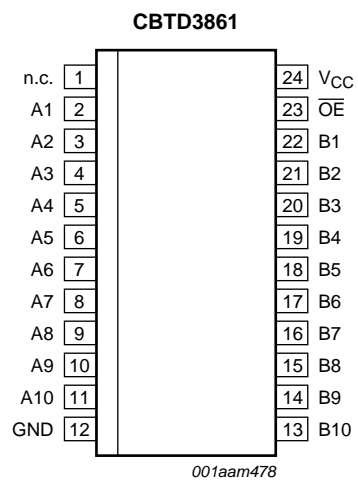 CBTD3861
n.c. 1 24 VCC
A1 2 23 OE
A2 3 22 B1
A3 4 21 B2
A4 5 20 B3
A5 6 19 B4
A6 7 18 B5
A7 8 17 B6
A8 9 16 B7
A9 10 15 B8
A10 11 14 B9
GND 12 13 B10
001aam478